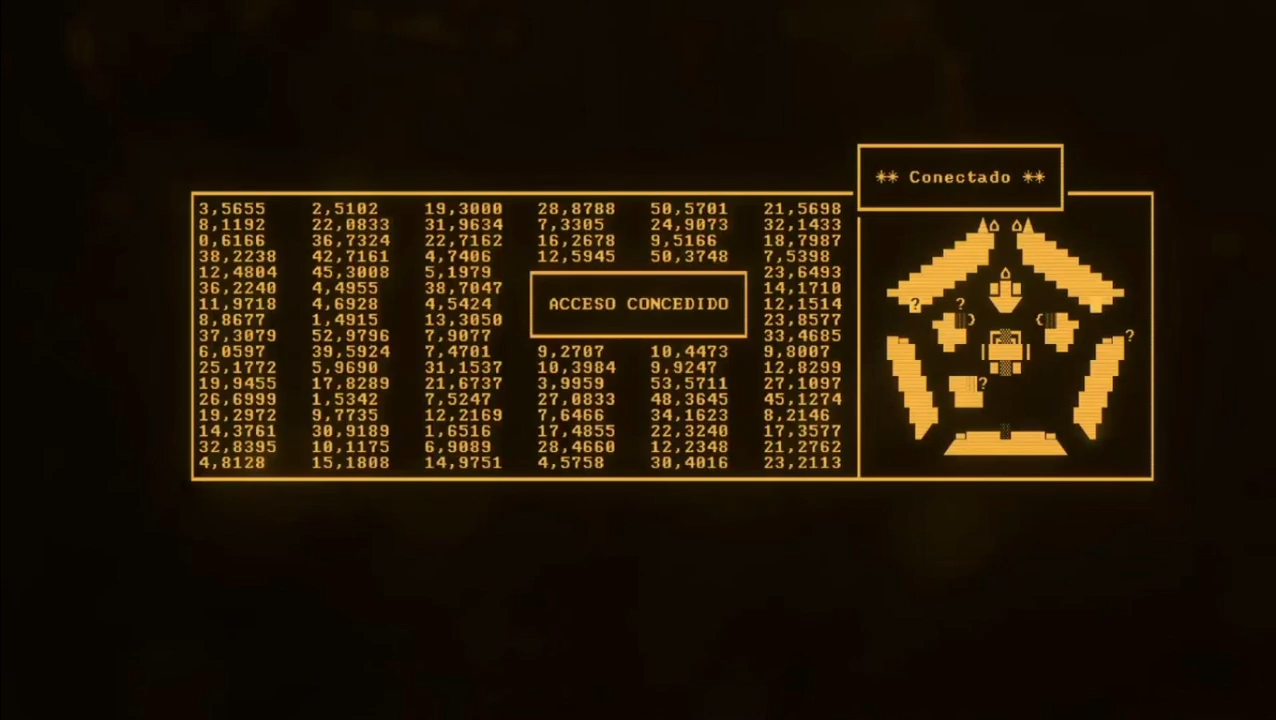 ** Conectado **
3,5655 2,5102 19,3000 28,8788 50,5701 21,5698
8,1192 22,0833 31,9634 7,3305 24,9073 32,1433
0,6166 36,7324 22,7162 16,2678 9,5166 18,7987
38,2238 42,7161 4,7406 12,5945 50,3748 7,5398
12,4804 45,3008 5,1979 23,6493
36,2240 4,4955 38,7047 14,1710
11,9718 4,6928 4,5424 ACCESO CONCEDIDO 12,1514
8,8677 1,4915 13,3050 23,8577
37,3079 52,9796 7,9077 33,4685
6,0597 39,5924 7,4701 9,2707 10,4473 9,8007
25,1772 5,9690 31,1537 10,3984 9,9247 12,8299
19,9455 17,8289 21,6737 3,9959 53,5711 27,1097
26,6999 1,5342 7,5247 27,0833 48,3645 45,1274
19,2972 9,7735 12,2169 7,6466 34,1623 8,2146
14,3761 30,9189 1,6516 17,4855 22,3240 17,3577
32,8395 10,1175 6,9089 28,4660 12,2348 21,2762
4,8128 15,1808 14,9751 4,5758 30,4016 23,2113
? ?
?
?